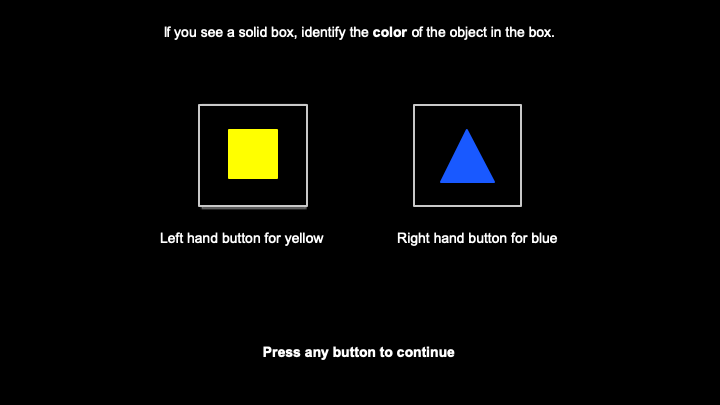 If you see a solid box, identify the color of the object in the box.
Left hand button for yellow
Right hand button for blue
Press any button to continue